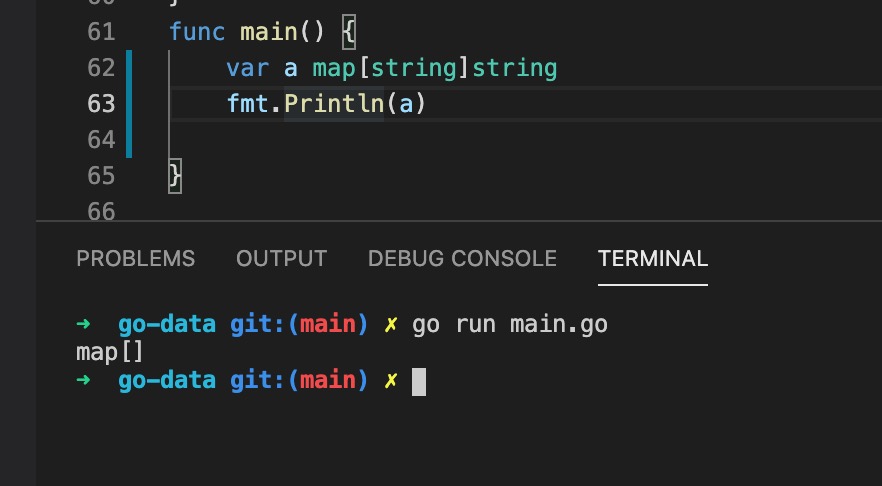 60 }
61 func main() {
62 var a map[string]string
63 fmt.Println(a)
64
65 }
66
PROBLEMS OUTPUT DEBUG CONSOLE TERMINAL
➜ go-data git:(main) ✗ go run main.go
map[]
➜ go-data git:(main) ✗